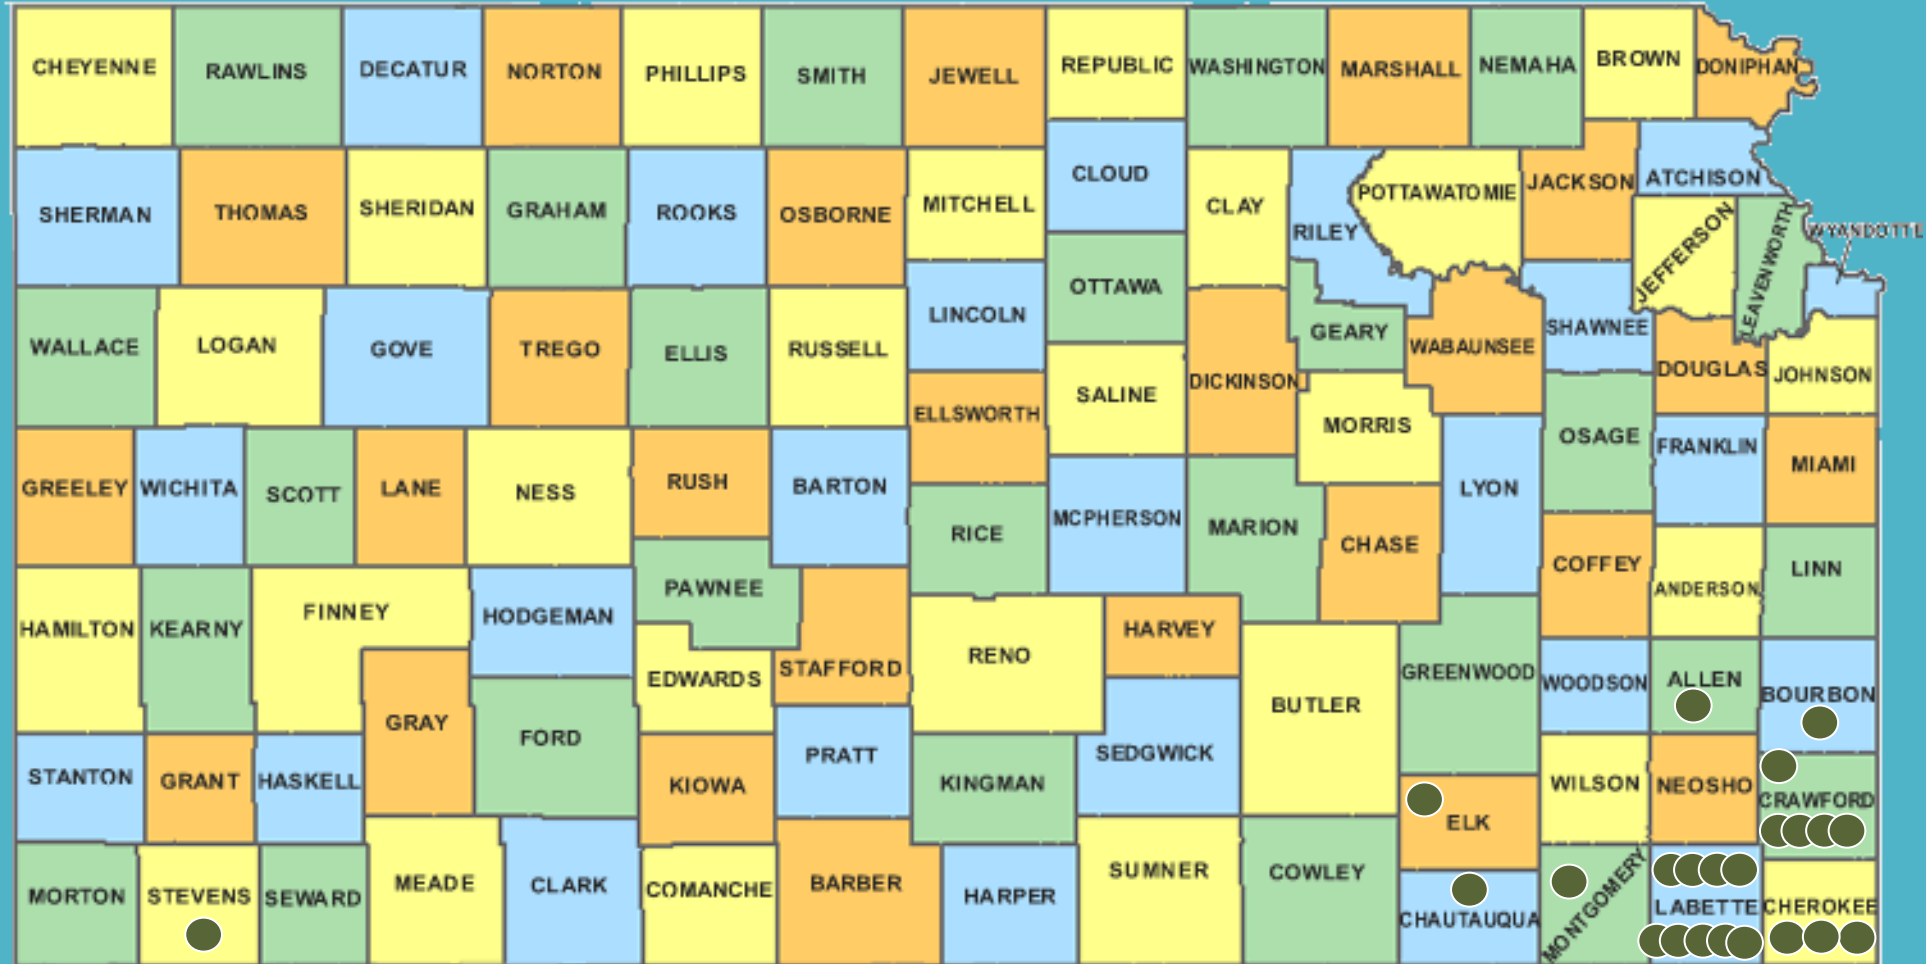 CHEYENNE
RAWLINS
DECATUR
NORTON
PHILLIPS
SMITH
JEWELL
REPUBLIC
WASHINGTON
MARSHALL
NEMAHA
BROWN
DONIPHAN
SHERMAN
THOMAS
SHERIDAN
GRAHAM
ROOKS
OSBORNE
MITCHELL
CLOUD
CLAY
RILEY
POTTAWATOMIE
JACKSON
ATCHISON
JEFFERSON
LEAVENWORTH
WYANDOTTE
WALLACE
LOGAN
GOVE
TREGO
ELLIS
RUSSELL
LINCOLN
OTTAWA
GEARY
WABAUNSEE
SHAWNEE
DOUGLAS
JOHNSON
ELLSWORTH
SALINE
DICKINSON
MORRIS
OSAGE
FRANKLIN
MIAMI
GREELEY
WICHITA
SCOTT
LANE
NESS
RUSH
BARTON
RICE
MCPHERSON
MARION
CHASE
LYON
COFFEY
ANDERSON
LINN
HAMILTON
KEARNY
FINNEY
HODGEMAN
PAWNEE
EDWARDS
STAFFORD
RENO
HARVEY
BUTLER
GREENWOOD
WOODSON
ALLEN
BOURBON
STANTON
GRANT
HASKELL
GRAY
FORD
KIOWA
PRATT
KINGMAN
SEDGWICK
ELK
WILSON
NEOSHO
CRAWFORD
MORTON
STEVENS
SEWARD
MEADE
CLARK
COMANCHE
BARBER
HARPER
SUMNER
COWLEY
CHAUTAUQUA
MONTGOMERY
LABETTE
CHEROKEE